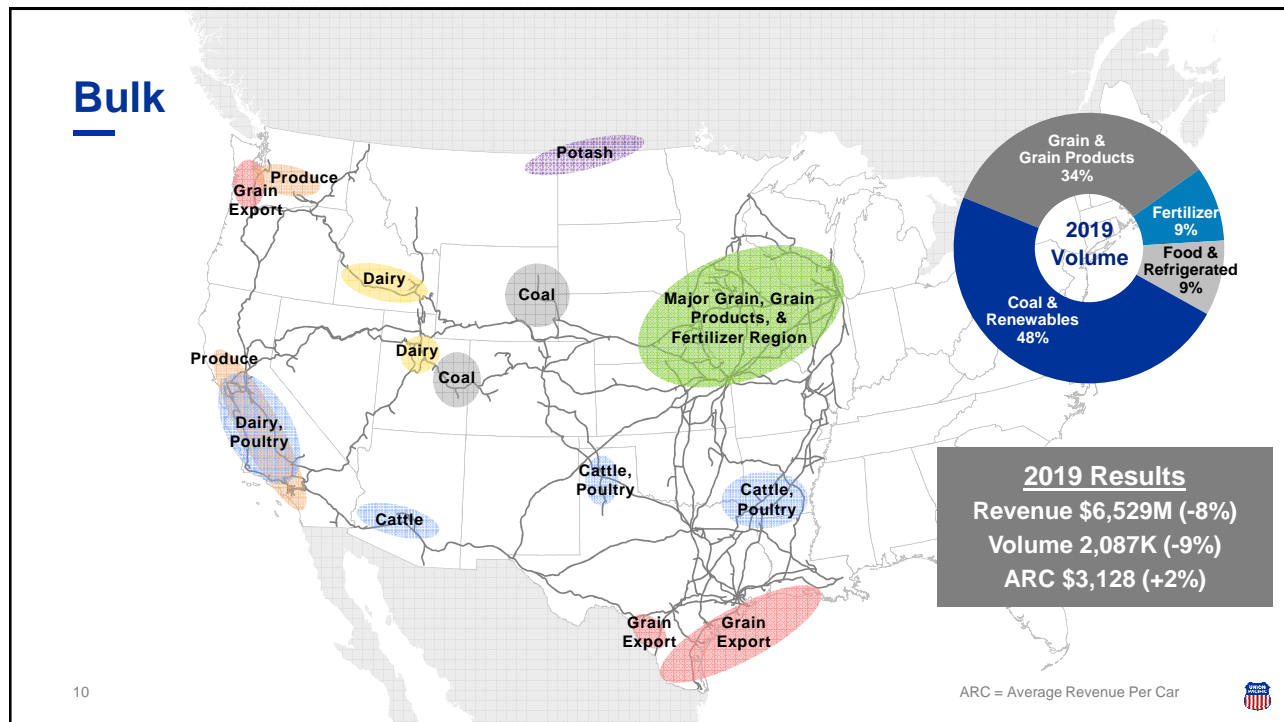 Bulk
Potash
Produce
Grain
Export
Dairy
Coal
Major Grain, Grain
Products, &
Fertilizer Region
Dairy
Coal
Produce
Dairy,
Poultry
Cattle
Cattle,
Poultry
Cattle,
Poultry
Grain
Export
Grain
Export
Grain &
Grain Products
34%
Fertilizer
9%
Food &
Refrigerated
9%
Coal &
Renewables
48%
2019
Volume
2019 Results
Revenue $6,529M (-8%)
Volume 2,087K (-9%)
ARC $3,128 (+2%)
10
ARC = Average Revenue Per Car
UNION
PACIFIC